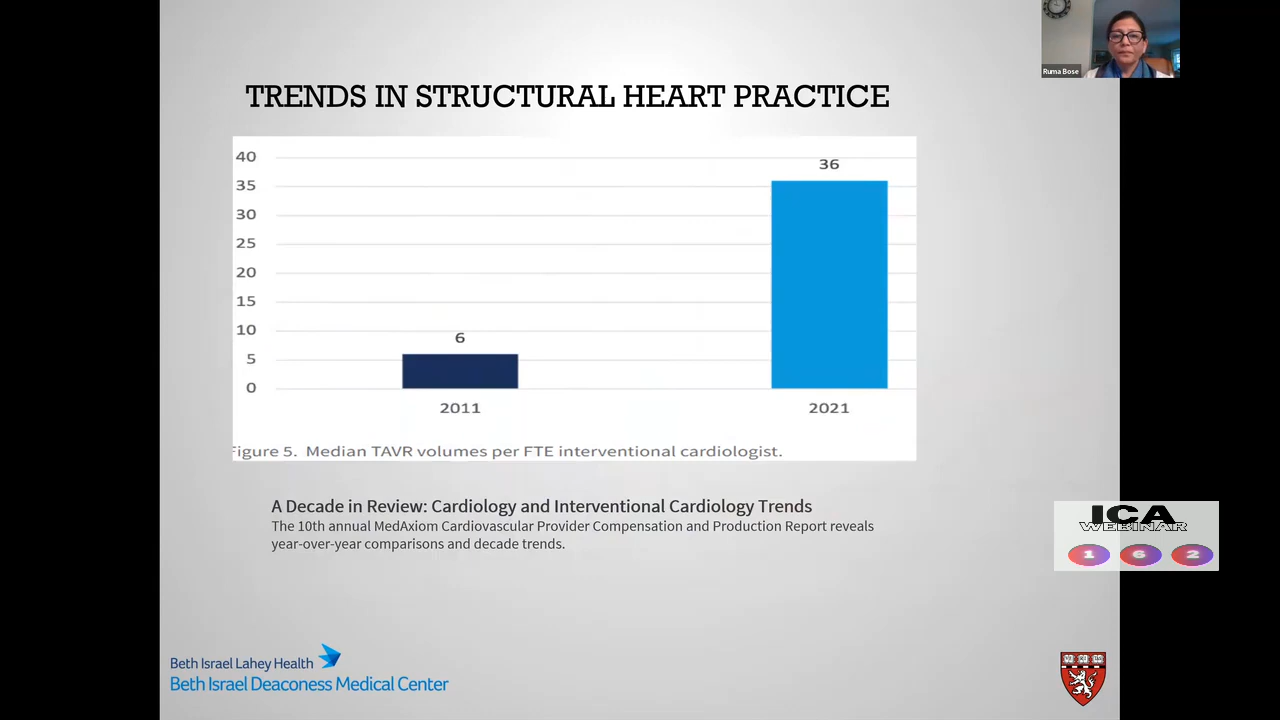 Ruma Bose
TRENDS IN STRUCTURAL HEART PRACTICE
40
35
30
25
20
15
10
5
0
6
36
2011
2021
igure 5. Median TAVR volumes per FTE interventional cardiologist.
A Decade in Review: Cardiology and Interventional Cardiology Trends
The 10th annual MedAxiom Cardiovascular Provider Compensation and Production Report reveals
year-over-year comparisons and decade trends.
ICA
WEBINAR
1 6 2
Beth Israel Lahey Health
Beth Israel Deaconess Medical Center